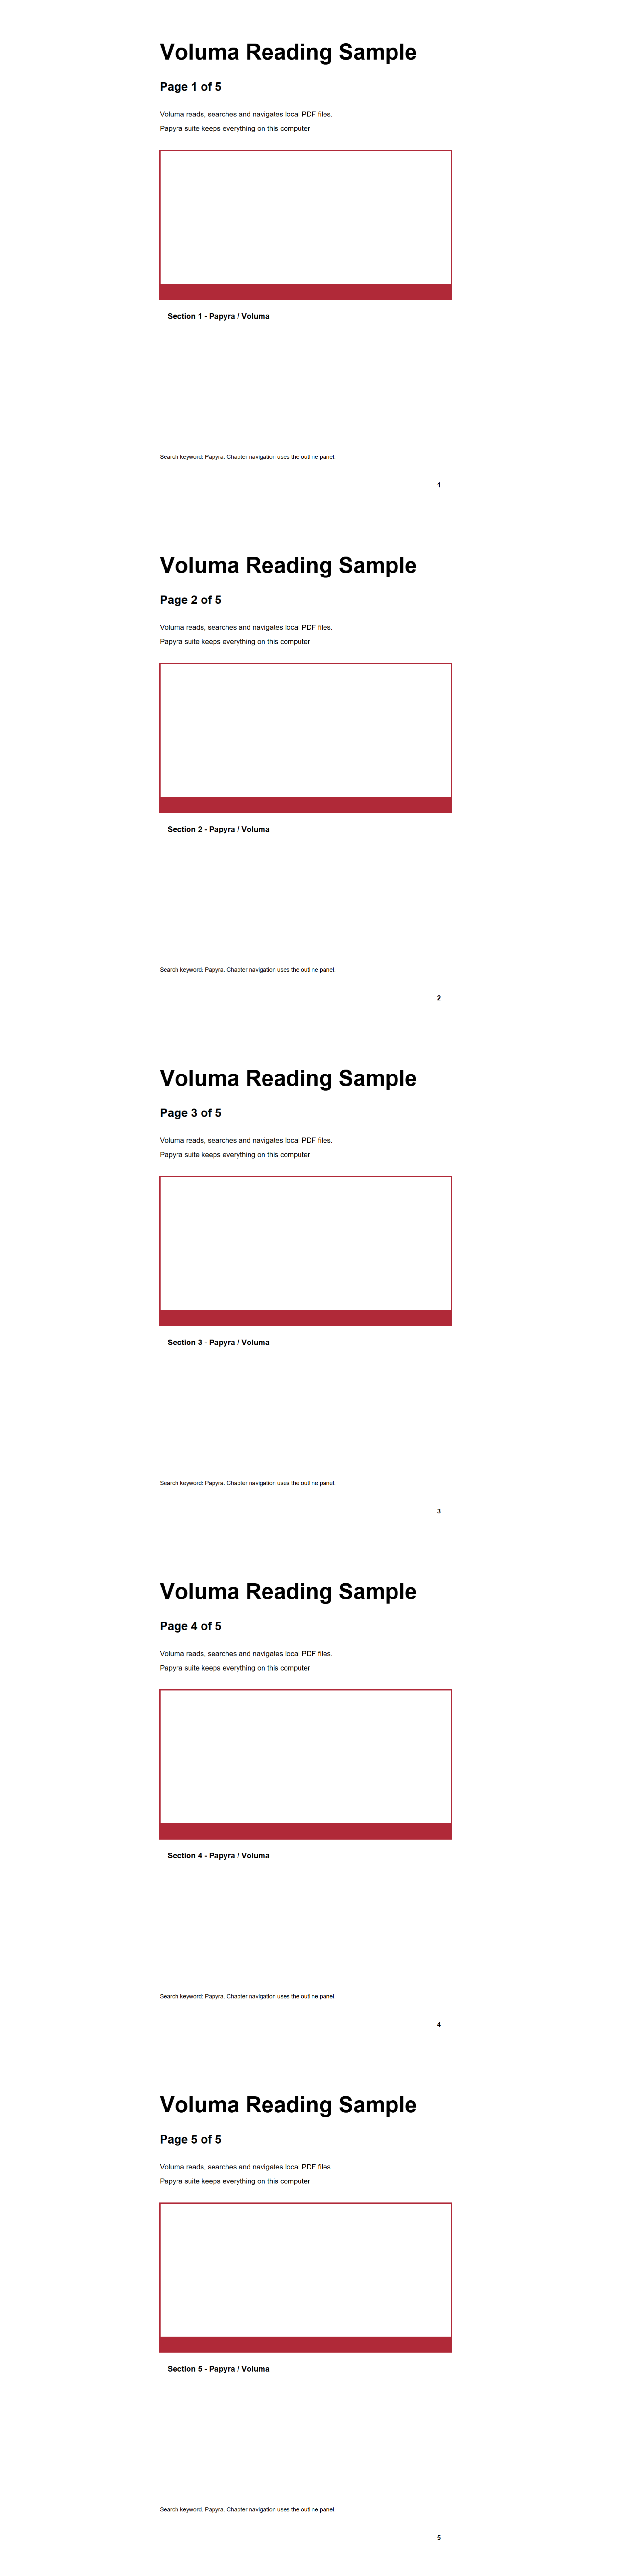 Voluma Reading Sample
Page 1 of 5
Voluma reads, searches and navigates local PDF files.
Papyra suite keeps everything on this computer.
Section 1 - Papyra / Voluma
Search keyword: Papyra. Chapter navigation uses the outline panel.
1
Voluma Reading Sample
Page 2 of 5
Voluma reads, searches and navigates local PDF files.
Papyra suite keeps everything on this computer.
Section 2 - Papyra / Voluma
Search keyword: Papyra. Chapter navigation uses the outline panel.
2
Voluma Reading Sample
Page 3 of 5
Voluma reads, searches and navigates local PDF files.
Papyra suite keeps everything on this computer.
Section 3 - Papyra / Voluma
Search keyword: Papyra. Chapter navigation uses the outline panel.
3
Voluma Reading Sample
Page 4 of 5
Voluma reads, searches and navigates local PDF files.
Papyra suite keeps everything on this computer.
Section 4 - Papyra / Voluma
Search keyword: Papyra. Chapter navigation uses the outline panel.
4
Voluma Reading Sample
Page 5 of 5
Voluma reads, searches and navigates local PDF files.
Papyra suite keeps everything on this computer.
Section 5 - Papyra / Voluma
Search keyword: Papyra. Chapter navigation uses the outline panel.
5